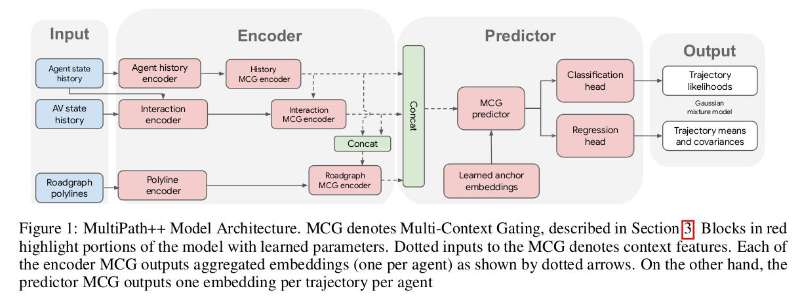 Input
Encoder
Predictor
Output
Agent state
history
Agent history
encoder
History
MCG encoder
Classification
head
Trajectory
likelihoods
AV state
history
Interaction
encoder
Interaction
MCG encoder
Concat
Concat
MCG
predictor
Gaussian
mixture model
Regression
head
Trajectory means
and covariances
Roadgraph
polylines
Polyline
encoder
Roadgraph
MCG encoder
Learned anchor
embeddings
Figure 1: MultiPath++ Model Architecture. MCG denotes Multi-Context Gating, described in Section 3. Blocks in red
highlight portions of the model with learned parameters. Dotted inputs to the MCG denotes context features. Each of
the encoder MCG outputs aggregated embeddings (one per agent) as shown by dotted arrows. On the other hand, the
predictor MCG outputs one embedding per trajectory per agent